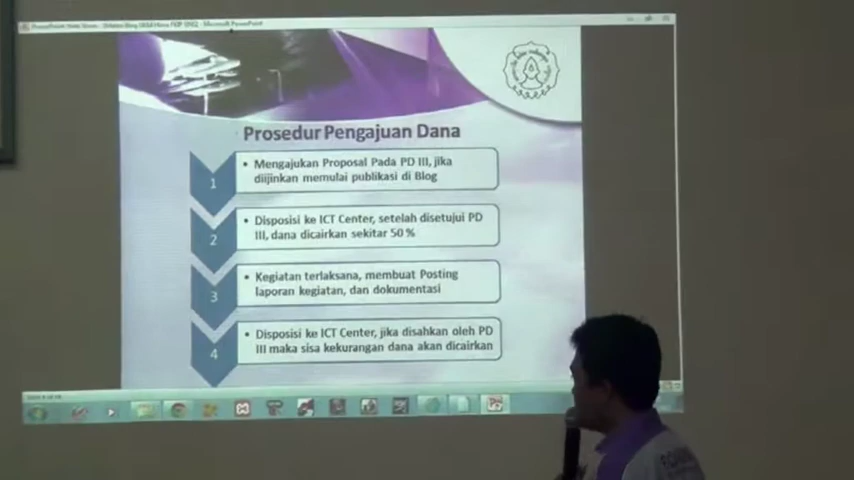 Prosedur Pengajuan Dana
1
• Mengajukan Proposal Pada PD III, jika
diijinkan memulai publikasi di Blog
2
• Disposisi ke ICT Center, setelah disetujui PD
III, dana dicairkan sekitar 50 %
3
• Kegiatan terlaksana, membuat Posting
laporan kegiatan, dan dokumentasi
4
• Disposisi ke ICT Center, jika disahkan oleh PD
III maka sisa kekurangan dana akan dicairkan